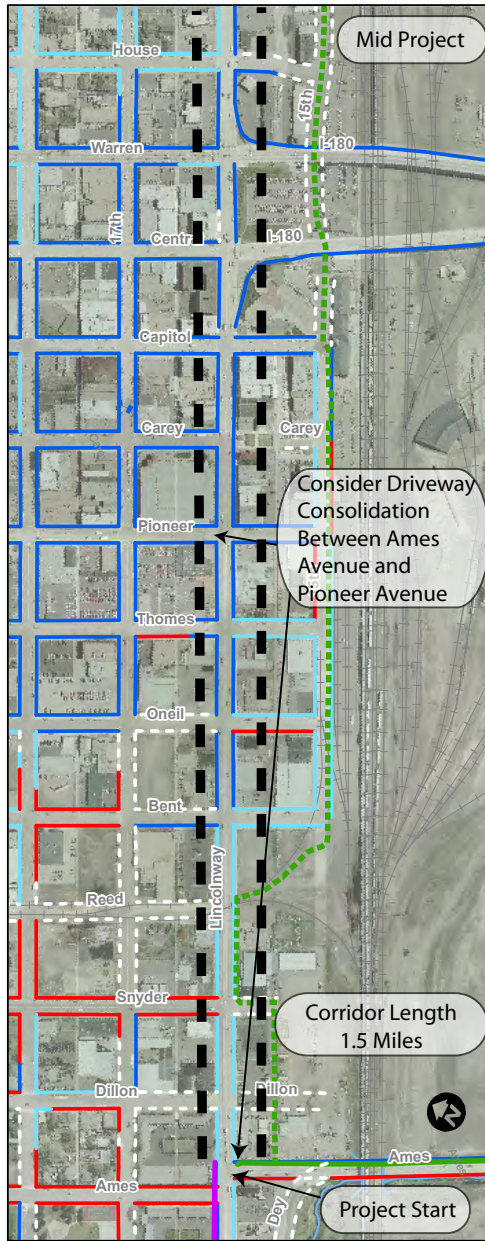 House
Mid Project
15th
Warren
I-180
17th
Centr
I-180
Capitol
Carey
Carey
Consider Driveway
Consolidation
Between Ames
Avenue and
Pioneer Avenue
Pioneer
Thomes
Oneil
Bent
Lincolnway
Reed
Snyder
Corridor Length
1.5 Miles
Dillon
Dillon
N
Ames
Ames
Dey
Project Start